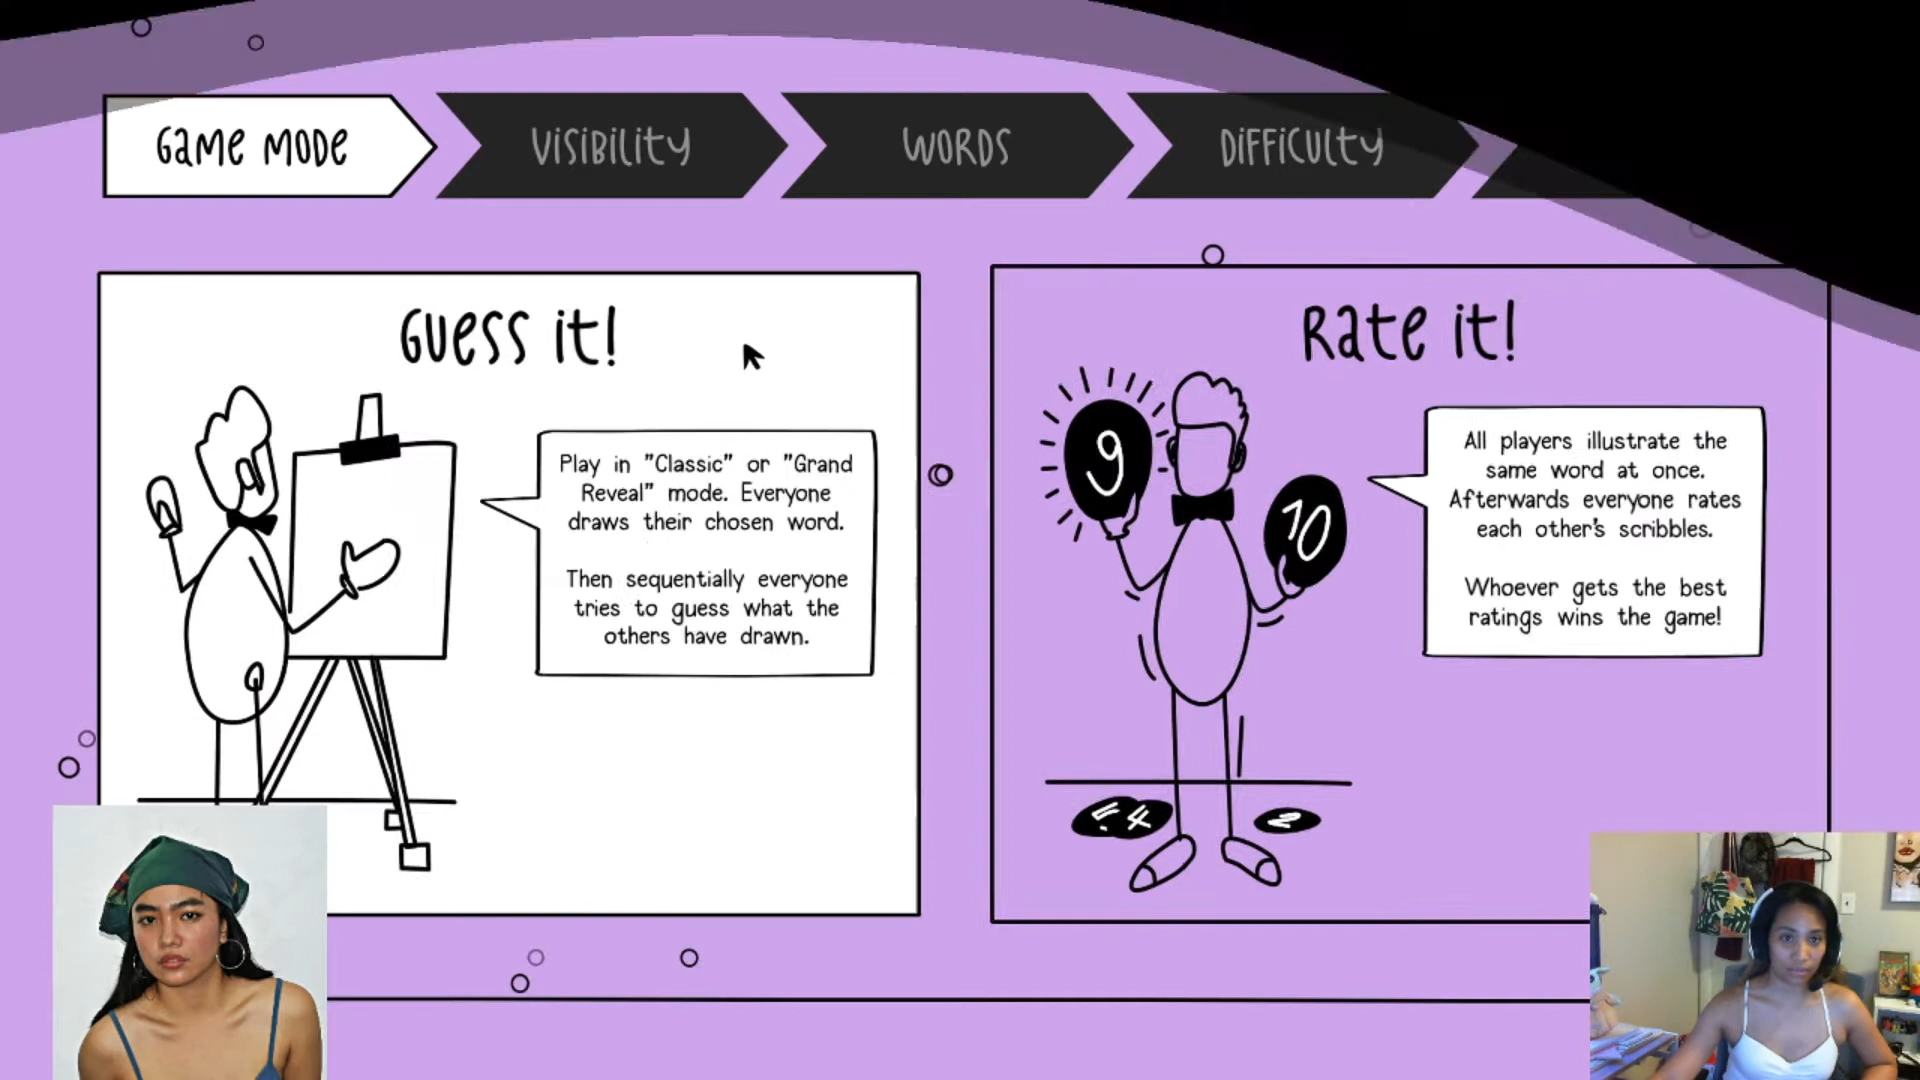 Game Mode
Visibility
Words
Difficulty
Guess it!
Play in "Classic" or "Grand
Reveal" mode. Everyone
draws their chosen word.
Then sequentially everyone
tries to guess what the
others have drawn.
Rate it!
9
10
All players illustrate the
same word at once.
Afterwards everyone rates
each other's scribbles.
Whoever gets the best
ratings wins the game!
4
2